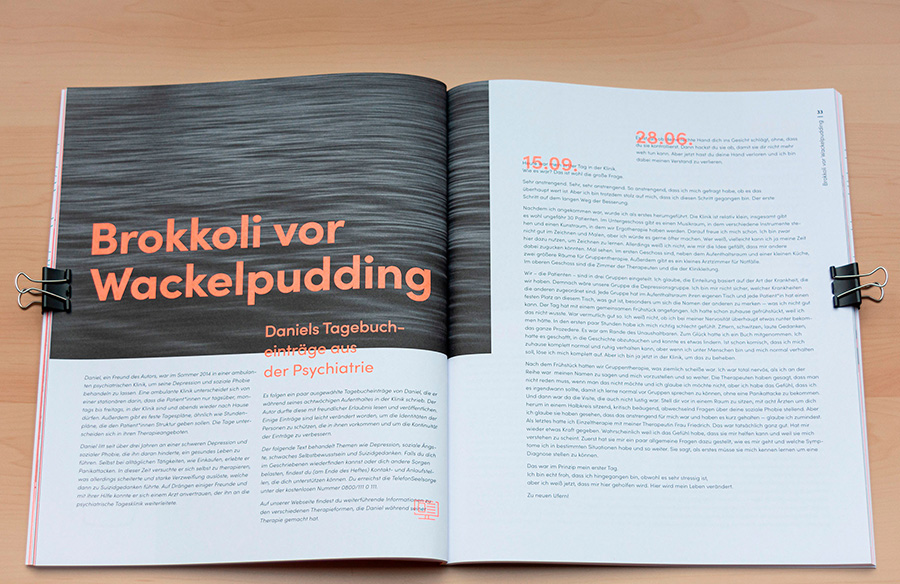 Brokkoli vor
Wackelpudding
Daniels Tagebuch-
einträge aus
der Psychiatrie
Daniel, ein Freund des Autors, war im Sommer 2014 in einer ambulan-
ten psychiatrischen Klinik, um seine Depression und soziale Phobie
behandeln zu lassen. Eine ambulante Klinik unterscheidet sich von
einer stationären darin, dass die Patient*innen nur tagsüber, mon-
tags bis freitags, in der Klinik sind und abends wieder nach Hause
dürfen. Außerdem gibt es feste Tagespläne, ähnlich wie Stunden-
pläne, die den Patient*innen Struktur geben sollen. Die Tage unter-
scheiden sich in ihren Therapieangeboten.
Daniel litt seit über drei Jahren an einer schweren Depression und
sozialer Phobie, die ihn daran hinderte, ein gesundes Leben zu
führen. Selbst bei alltäglichen Tätigkeiten, wie Einkaufen, erlebte er
Panikattacken. In dieser Zeit versuchte er sich selbst zu therapieren,
was allerdings scheiterte und starke Verzweiflung auslöste, welche
dann zu Suizidgedanken führte. Auf Drängen einiger Freunde und
mit Ihrer Hilfe konnte er sich einem Arzt anvertrauen, der ihn an die
psychiatrische Tagesklinik weiterleitete.
Es folgen ein paar ausgewählte Tagebucheinträge von Daniel, die er
während seines achtwöchigen Aufenthaltes in der Klinik schrieb. Der
Autor durfte diese mit freundlicher Erlaubnis lesen und veröffentlichen.
Einige Einträge sind leicht verändert worden, um die Identitäten der
Personen zu schützen, die in ihnen vorkommen und um die Kontinuität
der Einträge zu verbessern.
Der folgende Text behandelt Themen wie Depression, soziale Ängs-
te, schwaches Selbstbewusstsein und Suizidgedanken. Falls du dich
im Geschriebenen wiederfinden kannst oder dich andere Sorgen
belasten, findest du (am Ende des Heftes) Kontakt- und Anlaufstel-
len, die dich unterstützen können. Du erreichst die TelefonSeelsorge
unter der kostenlosen Nummer 0800/111 0 111.
Auf unserer Webseite findest du weiterführende Informationen zu
den verschiedenen Therapieformen, die Daniel während seiner
Therapie gemacht hat.
33
Brokkoli vor Wackelpudding
28.06.
Hand dich ins Gesicht schlägt, ohne, dass
du sie kontrollierst. Dann hackst du sie ab, damit sie dir nicht mehr
weh tun kann. Aber jetzt hast du deine Hand verloren und ich bin
dabei meinen Verstand zu verlieren.
15.09.
Tag in der Klinik.
Wie es war? Das ist wohl die große Frage.
Sehr anstrengend. Sehr, sehr anstrengend. So anstrengend, dass ich mich gefragt habe, ob es das
überhaupt wert ist. Aber ich bin trotzdem stolz auf mich, dass ich diesen Schritt gegangen bin. Der erste
Schritt auf dem langen Weg der Besserung.
Nachdem ich angekommen war, wurde ich als erstes herumgeführt. Die Klinik ist relativ klein, insgesamt gibt
es wohl ungefähr 30 Patienten. Im Untergeschoss gibt es einen Musikraum, in dem verschiedene Instrumente ste-
hen und einen Kunstraum, in dem wir Ergotherapie haben werden. Darauf freue ich mich schon. Ich bin zwar
nicht gut im Zeichnen und Malen, aber ich würde es gerne öfter machen. Wer weiß, vielleicht kann ich ja meine Zeit
hier dazu nutzen, um Zeichnen zu lernen. Allerdings weiß ich nicht, wie mir die Idee gefällt, dass mir andere
dabei zugucken könnten. Mal sehen. Im ersten Geschoss sind, neben dem Aufenthaltsraum und einer kleinen Küche,
zwei größere Räume für Gruppentherapie. Außerdem gibt es ein kleines Arztzimmer für Notfälle.
Im oberen Geschoss sind die Zimmer der Therapeuten und die der Klinikleitung.
Wir – die Patienten – sind in drei Gruppen eingeteilt. Ich glaube, die Einteilung basiert auf der Art der Krankheit, die
wir haben. Demnach wäre unsere Gruppe die Depressionsgruppe. Ich bin mir nicht sicher, welcher Krankheiten
die anderen zugeordnet sind. Jede Gruppe hat im Aufenthaltsraum ihren eigenen Tisch und jede Patient*in hat einen
festen Platz an diesem Tisch, was gut ist, besonders um sich die Namen der anderen zu merken – was ich nicht gut
kann. Der Tag hat mit einem gemeinsamen Frühstück angefangen. Ich hatte schon zuhause gefrühstückt, weil ich
das nicht wusste. War vermutlich gut so. Ich weiß nicht, ob ich bei meiner Nervosität überhaupt etwas runter bekom-
men hätte. In den ersten paar Stunden habe ich mich richtig schlecht gefühlt. Zittern, schwitzen, laute Gedanken,
das ganze Prozedere. Es war am Rande des Unaushaltbaren. Zum Glück hatte ich ein Buch mitgenommen. Ich
hatte es geschafft, in die Geschichte abzutauchen und konnte es etwas lindern. Ist schon komisch, dass ich mich
zuhause komplett normal und ruhig verhalten kann, aber wenn ich unter Menschen bin und mich normal verhalten
soll, löse ich mich komplett auf. Aber ich bin ja jetzt in der Klinik, um das zu beheben.
Nach dem Frühstück hatten wir Gruppentherapie, was ziemlich scheiße war. Ich war total nervös, als ich an der
Reihe war, meinen Namen zu sagen und mich vorzustellen und so weiter. Die Therapeuten haben gesagt, dass man
nicht reden muss, wenn man das nicht möchte und ich glaube ich möchte nicht, aber ich habe das Gefühl, dass ich
es irgendwann sollte, damit ich lerne normal vor Gruppen sprechen zu können, ohne eine Panikattacke zu bekommen.
Und dann war da die Visite, die auch nicht lustig war. Stell dir vor in einem Raum zu sitzen, mit acht Ärzten um dich
herum in einem Halbkreis sitzend, kritisch beäugend, abwechselnd Fragen über deine soziale Phobie stellend. Aber
ich glaube sie haben gesehen, dass das anstrengend für mich war und haben es kurz gehalten – glaube ich zumindest.
Als letztes hatte ich Einzeltherapie mit meiner Therapeutin Frau Friedrich. Das war tatsächlich ganz gut. Hat mir
wieder etwas Kraft gegeben. Wahrscheinlich weil ich das Gefühl habe, dass sie mir helfen kann und weil sie mich
verstehen zu scheint. Zuerst hat sie mir ein paar allgemeine Fragen dazu gestellt, wie es mir geht und welche Symp-
tome ich in bestimmten Situationen habe und so weiter. Sie sagt, als erstes müsse sie mich kennen lernen um eine
Diagnose stellen zu können.
Das war im Prinzip mein erster Tag.
Ich bin echt froh, dass ich hingegangen bin, obwohl es sehr stressig ist,
aber ich weiß jetzt, dass mir hier geholfen wird. Hier wird mein Leben verändert.
Zu neuen Ufern!